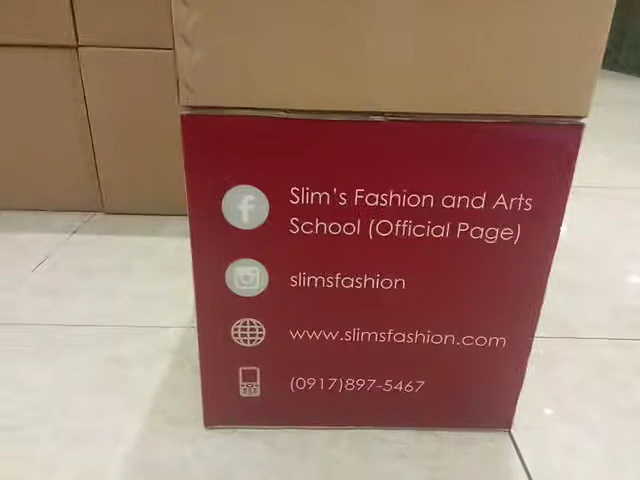 Slim's Fashion and Arts
School (Official Page)
slimsfashion
www.slimsfashion.com
(0917)897-5467